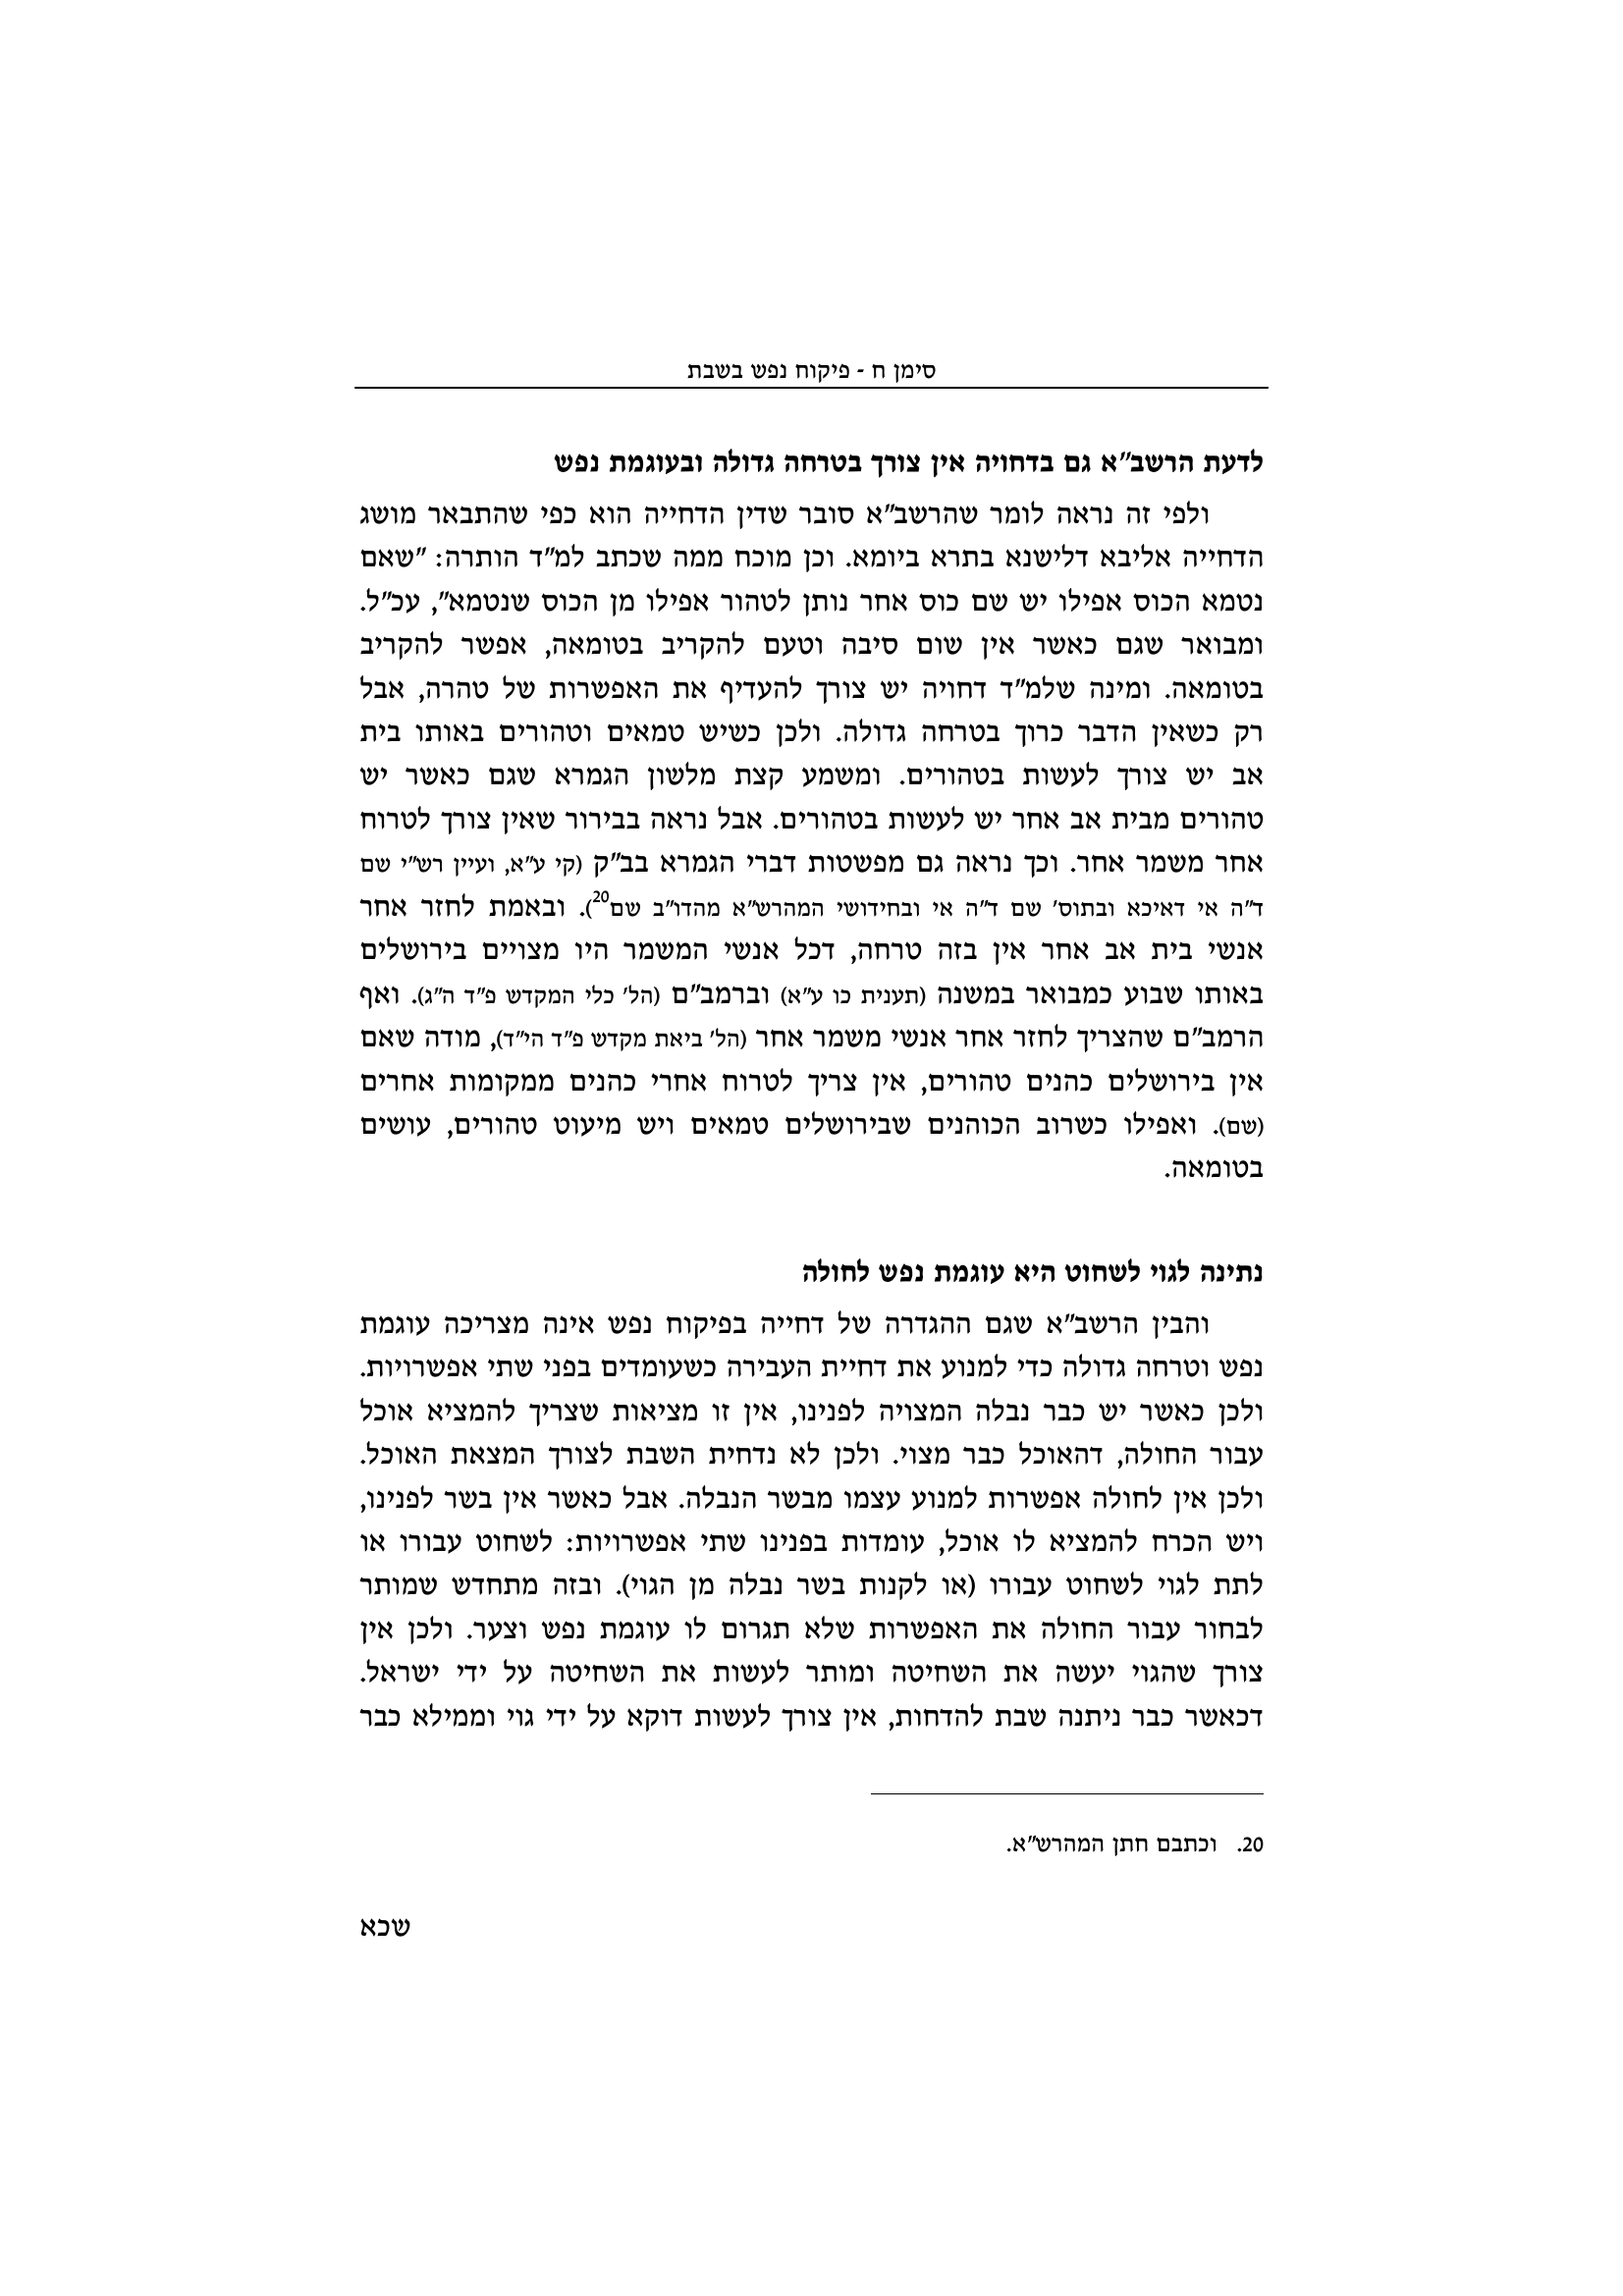 סימן ח - פיקוח נפש בשבת
לדעת הרשב״א גם בדחויה אין צורך בטרחה גדולה ובעוגמת נפש
ולפי זה נראה לומר שהרשב״א סובר שדין הדחייה הוא כפי שהתבאר מושג
הדחייה אליבא דלישנא בתרא ביומא. וכן מוכח ממה שכתב למ״ד הותרה: ״שאם
נטמא הכוס אפילו יש שם כוס אחר נותן לטהור אפילו מן הכוס שנטמא״, עכ״ל.
ומבואר שגם כאשר אין שום סיבה וטעם להקריב בטומאה, אפשר להקריב
בטומאה. ומינה שלמ״ד דחויה יש צורך להעדיף את האפשרות של טהרה, אבל
רק כשאין הדבר כרוך בטרחה גדולה. ולכן כשיש טמאים וטהורים באותו בית
אב יש צורך לעשות בטהורים. ומשמע קצת מלשון הגמרא שגם כאשר יש
טהורים מבית אב אחר יש לעשות בטהורים. אבל נראה בבירור שאין צורך לטרוח
אחר משמר אחר. וכך נראה גם מפשטות דברי הגמרא בב״ק (קי ע״א, ועיין רש״י שם
ד״ה אי דאיכא ובתוס׳ שם ד״ה אי ובחידושי המהרש״א מהדו״ב שם20). ובאמת לחזר אחר
אנשי בית אב אחר אין בזה טרחה, דכל אנשי המשמר היו מצויים בירושלים
באותו שבוע כמבואר במשנה (תענית כו ע״א) וברמב״ם (הל׳ כלי המקדש פ״ד ה״ג). ואף
הרמב״ם שהצריך לחזר אחר אנשי משמר אחר (הל׳ ביאת מקדש פ״ד הי״ד), מודה שאם
אין בירושלים כהנים טהורים, אין צריך לטרוח אחרי כהנים ממקומות אחרים
(שם). ואפילו כשרוב הכוהנים שבירושלים טמאים ויש מיעוט טהורים, עושים
בטומאה.
נתינה לגוי לשחוט היא עוגמת נפש לחולה
והבין הרשב״א שגם ההגדרה של דחייה בפיקוח נפש אינה מצריכה עוגמת
נפש וטרחה גדולה כדי למנוע את דחיית העבירה כשעומדים בפני שתי אפשרויות.
ולכן כאשר יש כבר נבלה המצויה לפנינו, אין זו מציאות שצריך להמציא אוכל
עבור החולה, דהאוכל כבר מצוי. ולכן לא נדחית השבת לצורך המצאת האוכל.
ולכן אין לחולה אפשרות למנוע עצמו מבשר הנבלה. אבל כאשר אין בשר לפנינו,
ויש הכרח להמציא לו אוכל, עומדות בפנינו שתי אפשרויות: לשחוט עבורו או
לתת לגוי לשחוט עבורו (או לקנות בשר נבלה מן הגוי). ובזה מתחדש שמותר
לבחור עבור החולה את האפשרות שלא תגרום לו עוגמת נפש וצער. ולכן אין
צורך שהגוי יעשה את השחיטה ומותר לעשות את השחיטה על ידי ישראל.
דכאשר כבר ניתנה שבת להדחות, אין צורך לעשות דוקא על ידי גוי וממילא כבר
20. וכתבם חתן המהרש״א.
שכא